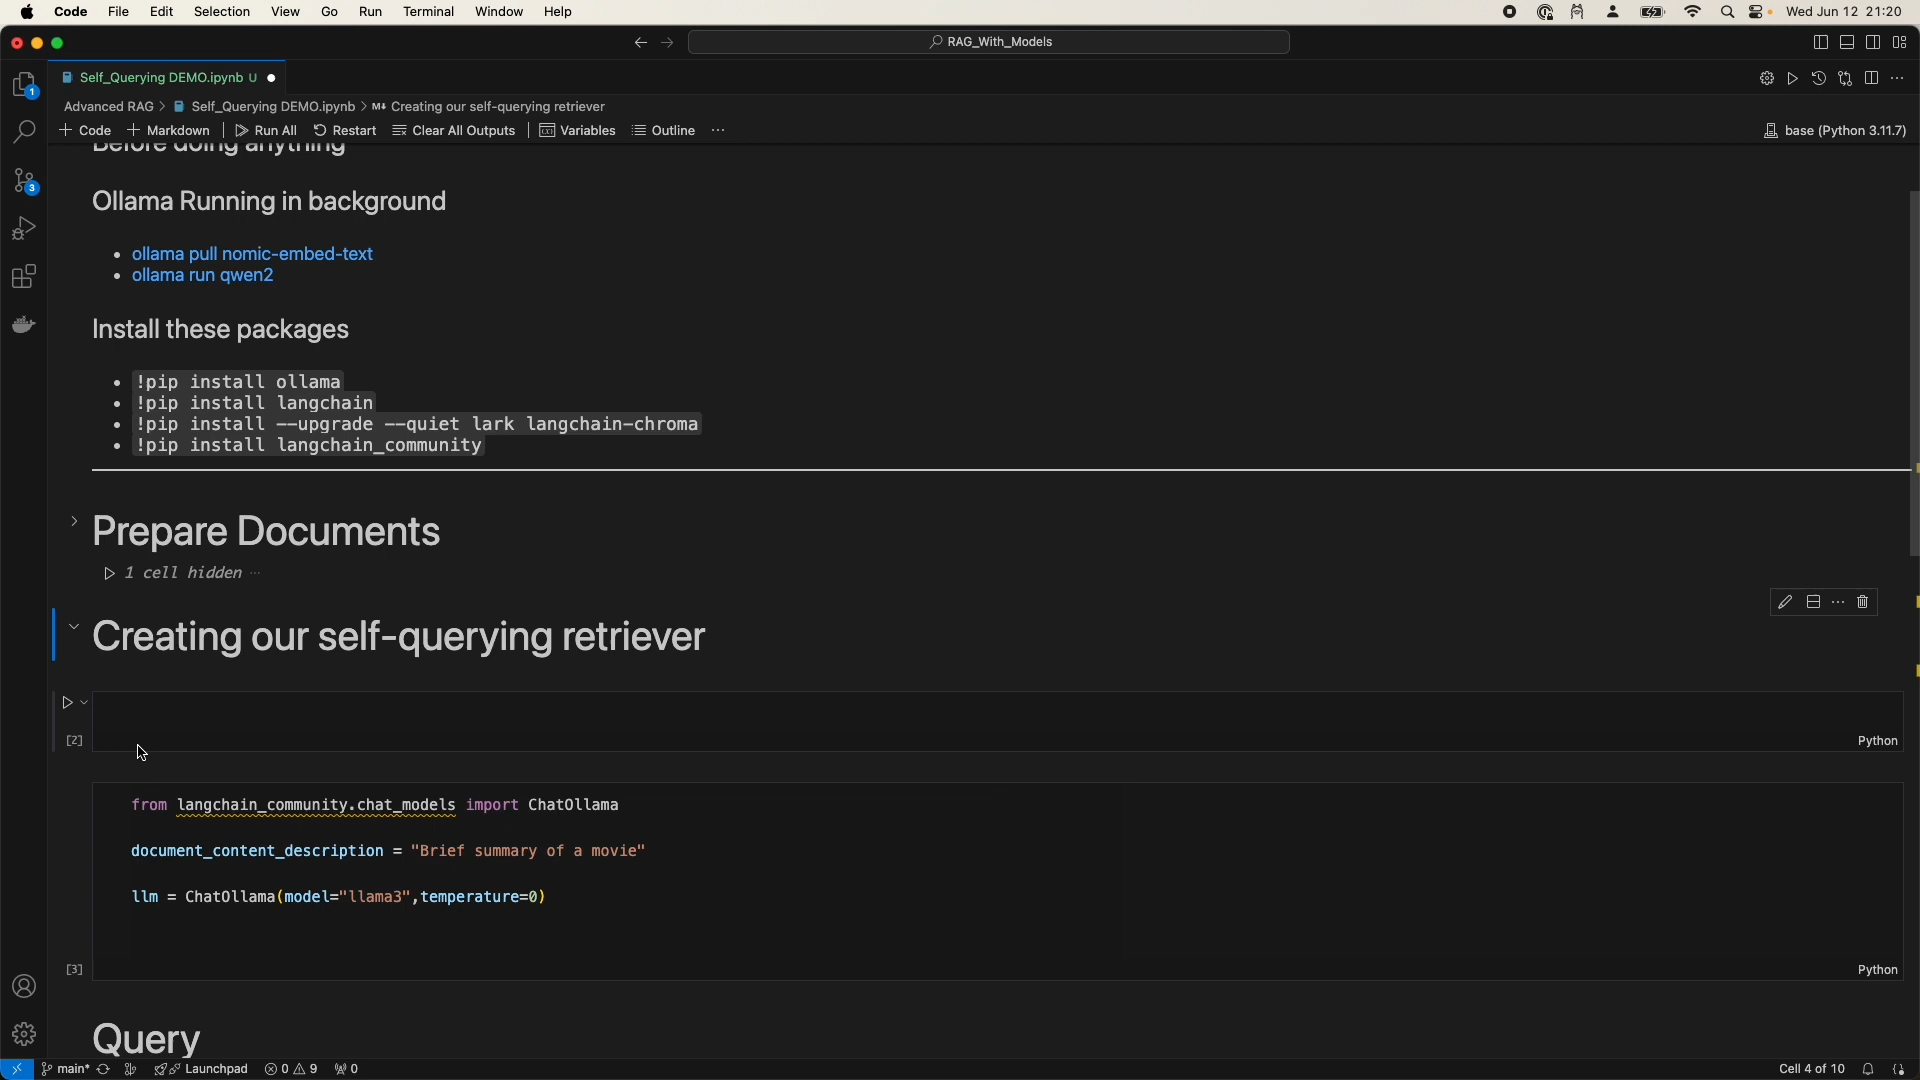 Code File Edit Selection View Go Run Terminal Window Help Wed Jun 12 21:20
RAG_With_Models
Self_Querying DEMO.ipynb U
1
Advanced RAG > Self_Querying DEMO.ipynb > M↓ Creating our self-querying retriever
+ Code + Markdown Run All Restart Clear All Outputs Variables Outline ... base (Python 3.11.7)
Before doing anything
3
Ollama Running in background
• ollama pull nomic-embed-text
• ollama run qwen2
Install these packages
• !pip install ollama
• !pip install langchain
• !pip install --upgrade --quiet lark langchain-chroma
• !pip install langchain_community
Prepare Documents
1 cell hidden ...
Creating our self-querying retriever
[2]
Python
from langchain_community.chat_models import ChatOllama
document_content_description = "Brief summary of a movie"
llm = ChatOllama(model="llama3",temperature=0)
[3]
Python
Query
main* Launchpad 0 9 0 Cell 4 of 10